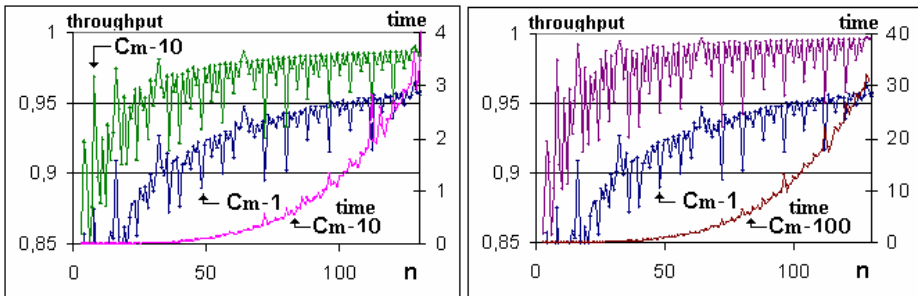 throughput time
1 4
Cm-10
0,95 3
2
0,9
Cm-1 1
time
Cm-10
0,85 0
0 50 100 n
throughput time
1 40
0,95 30
20
0,9
Cm-1 time 10
Cm-100
0,85 0
0 50 100 n